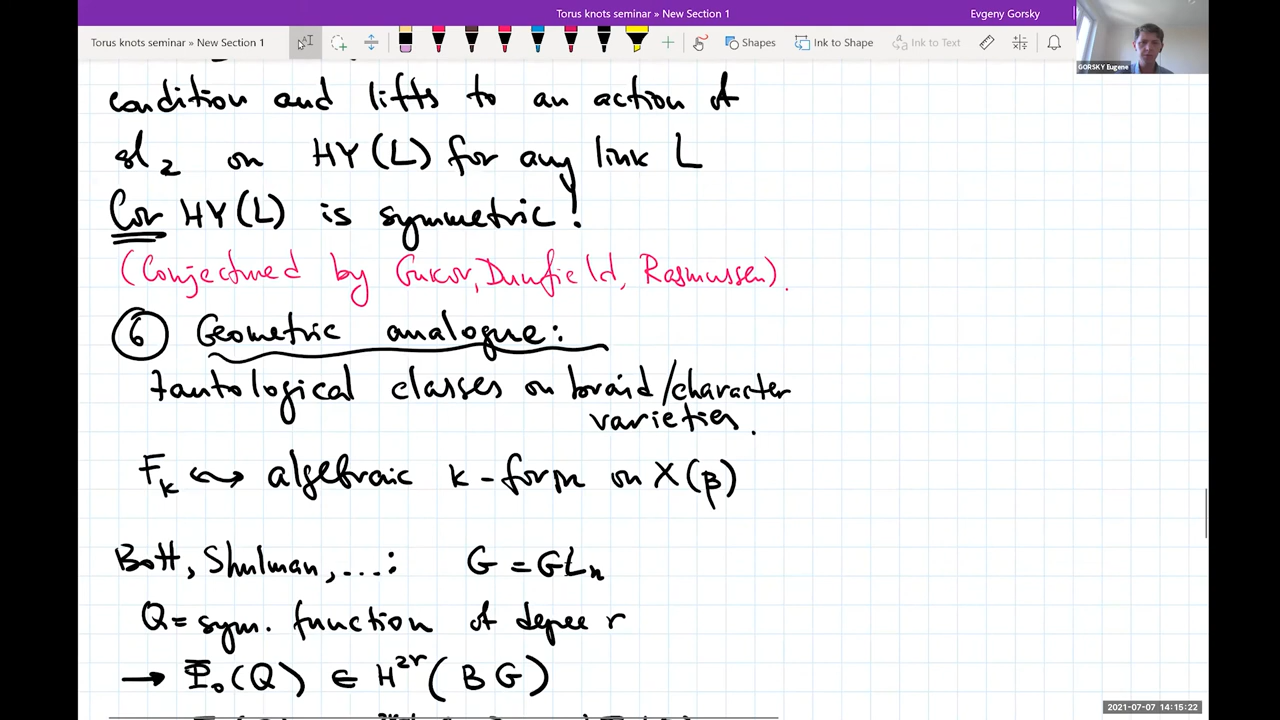 Torus knots seminar » New Section 1
Evgeny Gorsky
Torus knots seminar » New Section 1
Shapes
Ink to Shape
Ink to Text
GORSKY Eugene
condition and lifts to an action of
sl₂ on HY(L) for any link L
Cor HY(L) is symmetric!
(Conjectured by Gukov, Dunfield, Rasmussen).
⑥ Geometric analogue:
tautological classes on braid/character
varieties.
F_k ↔ algebraic k-form on X(β)
Bott, Shulman, ...: G = GLₙ
Q = sym. function of degree r
→ Φ₀(Q) ∈ H²ʳ(BG)
2021-07-07 14:15:22